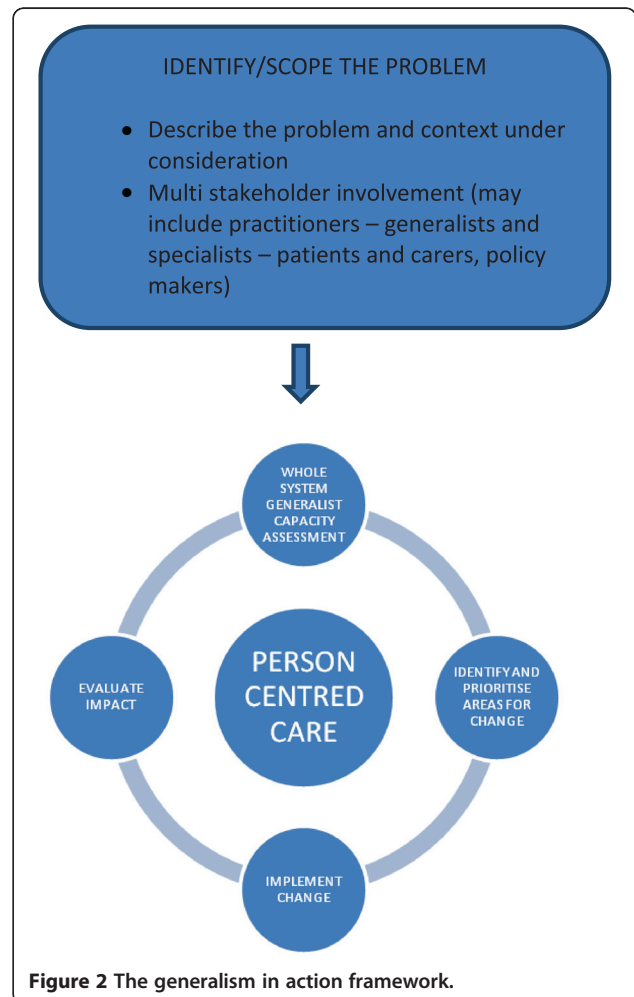 IDENTIFY/SCOPE THE PROBLEM
• Describe the problem and context under
consideration
• Multi stakeholder involvement (may
include practitioners – generalists and
specialists – patients and carers, policy
makers)
WHOLE
SYSTEM
GENERALIST
CAPACITY
ASSESSMENT
EVALUATE
IMPACT
PERSON
CENTRED
CARE
IDENTIFY AND
PRIORITISE
AREAS FOR
CHANGE
IMPLEMENT
CHANGE
Figure 2 The generalism in action framework.